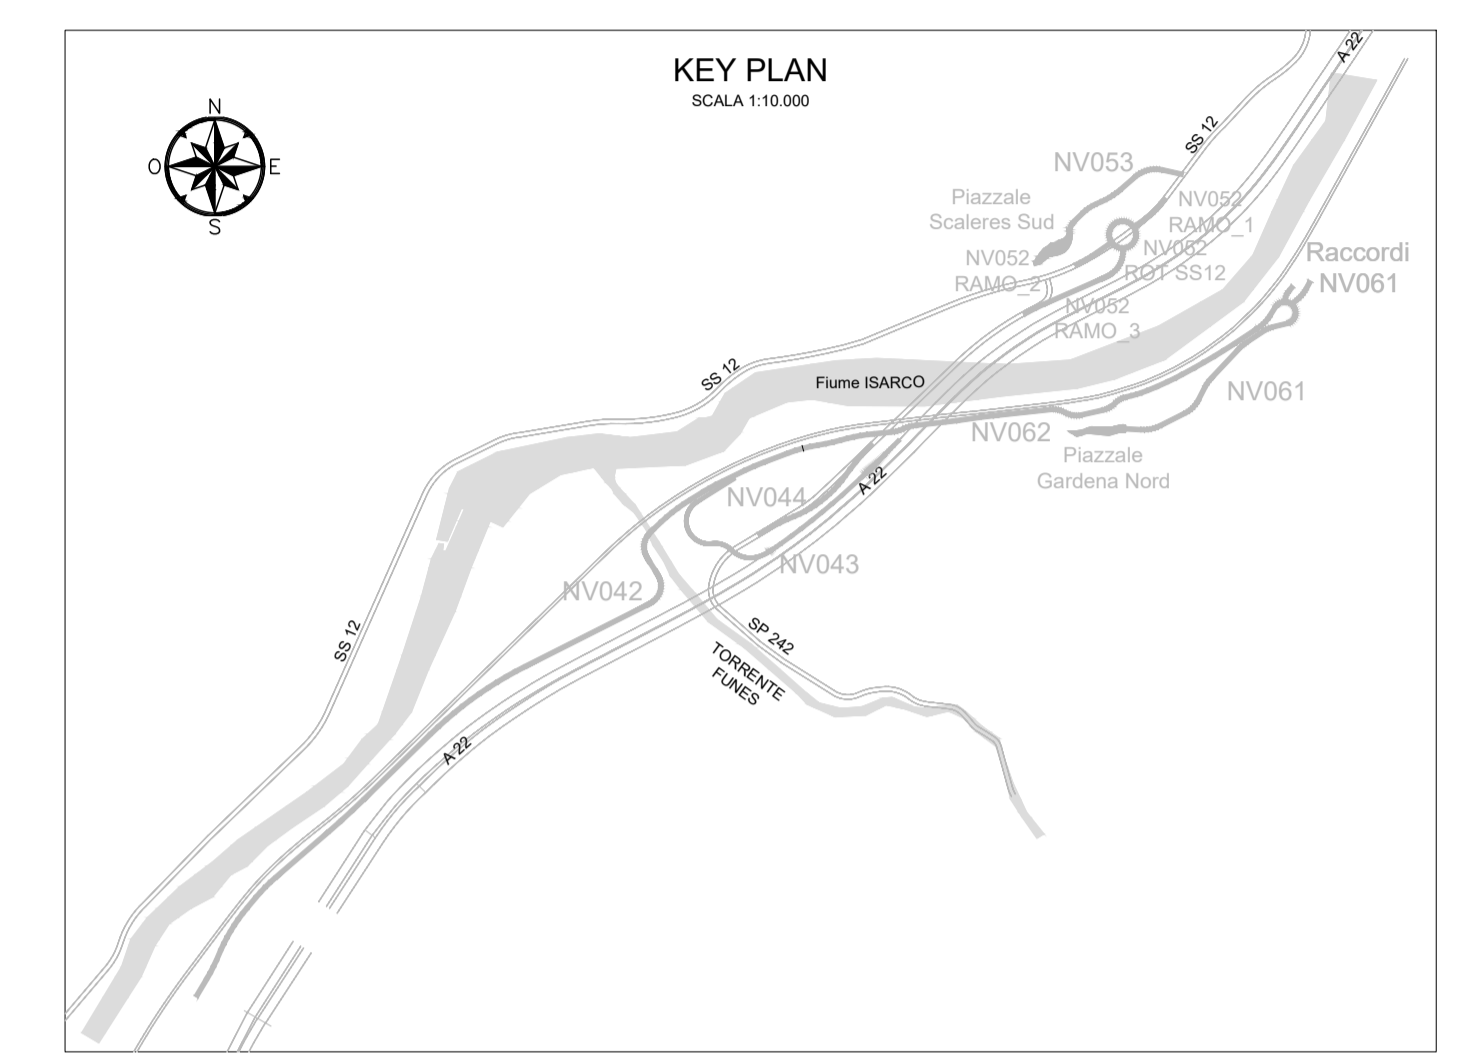 KEY PLAN
SCALA 1:10.000
N
O
E
S
A 22
SS 12
NV053
Piazzale
Scaleres Sud
NV052
RAMO_1
NV052
ROT SS12
NV052
RAMO_2
Raccordi
NV061
NV052
RAMO_3
SS 12
Fiume ISARCO
NV061
NV062
Piazzale
Gardena Nord
A 22
NV044
NV043
NV042
SS 12
SP 242
TORRENTE
FUNES
A 22